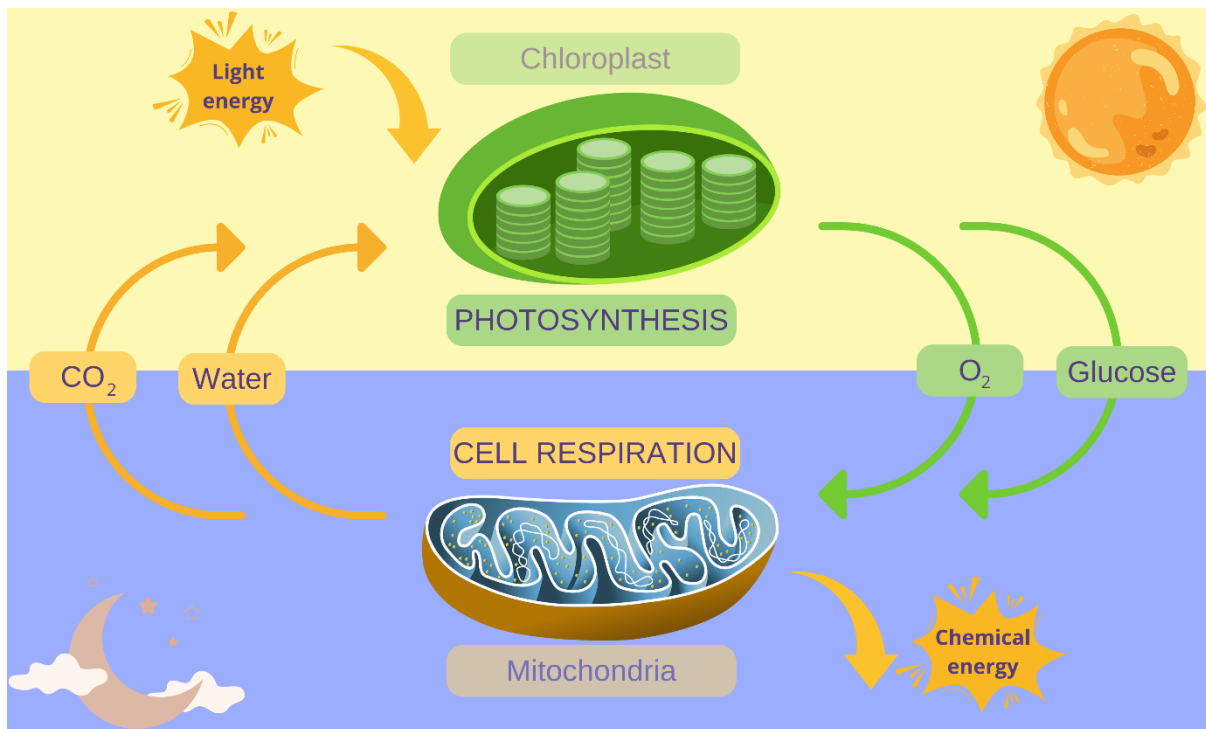 Light
energy
Chloroplast
PHOTOSYNTHESIS
CO₂
Water
O₂
Glucose
CELL RESPIRATION
Mitochondria
Chemical
energy